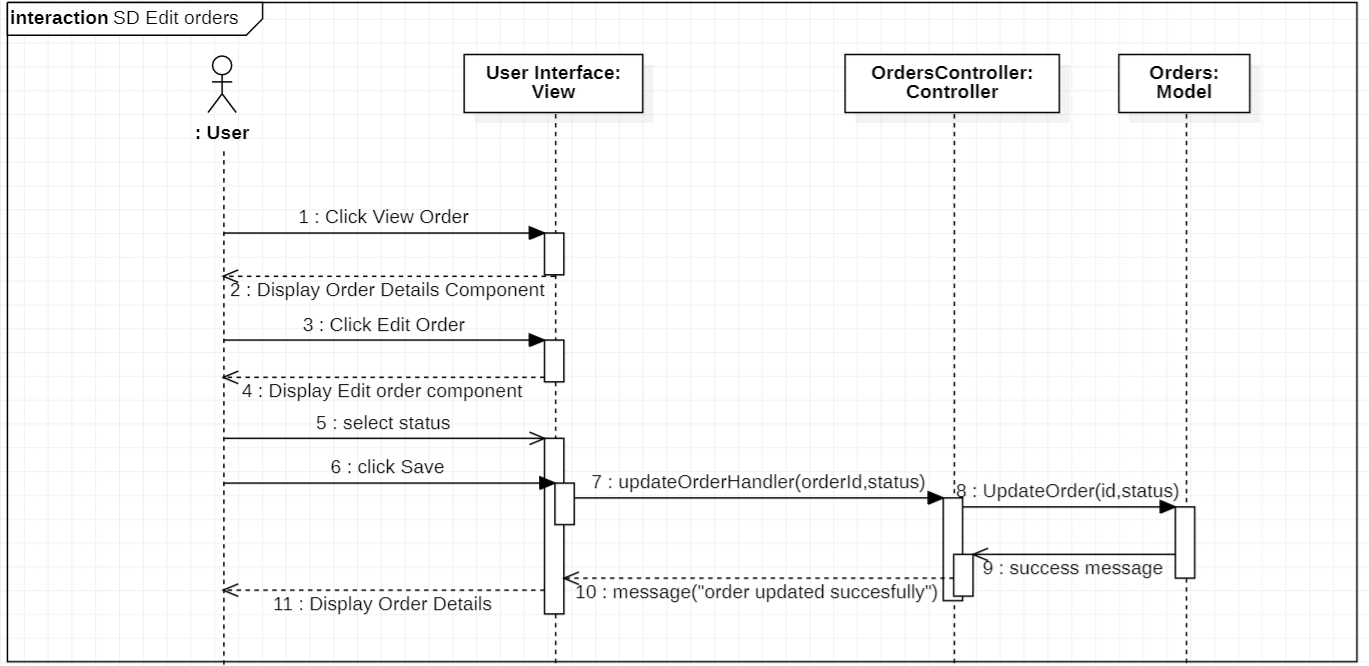 interaction SD Edit orders
: User
User Interface:
View
OrdersController:
Controller
Orders:
Model
1 : Click View Order
2 : Display Order Details Component
3 : Click Edit Order
4 : Display Edit order component
5 : select status
6 : click Save
7 : updateOrderHandler(orderId,status)
8 : UpdateOrder(id,status)
9 : success message
10 : message("order updated succesfully")
11 : Display Order Details